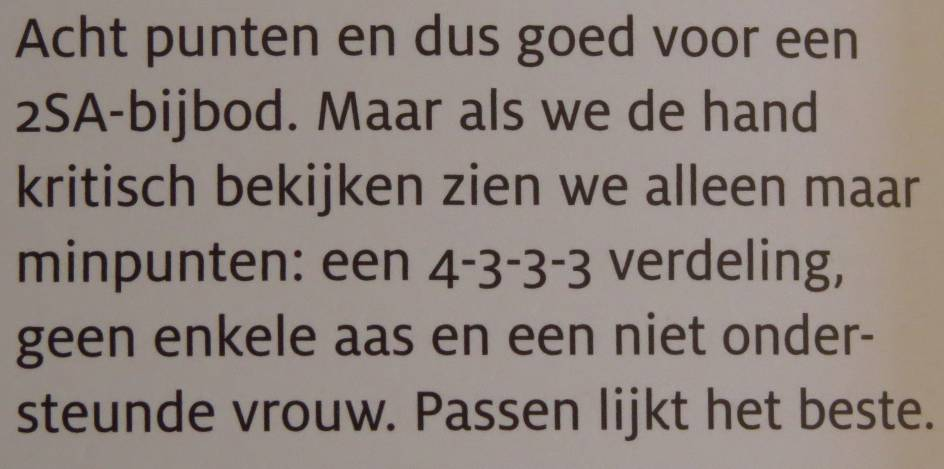 Acht punten en dus goed voor een
2SA-bijbod. Maar als we de hand
kritisch bekijken zien we alleen maar
minpunten: een 4-3-3-3 verdeling,
geen enkele aas en een niet onder-
steunde vrouw. Passen lijkt het beste.